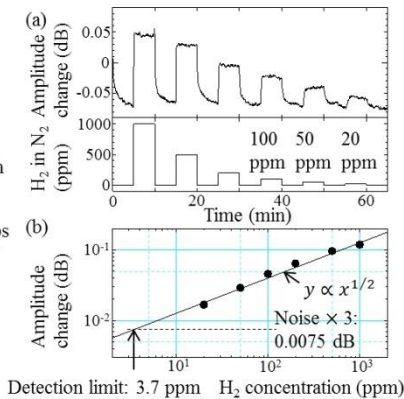 (a)
Amplitude change (dB)
0.05
0
-0.05
H₂ in N₂ (ppm)
1000
500
0
100 ppm
50 ppm
20 ppm
0
20
40
60
Time (min)
a
ps
(b)
Amplitude change (dB)
10⁻¹
10⁻²
y ∝ x^{1/2}
Noise × 3:
0.0075 dB
10¹
10²
10³
Detection limit: 3.7 ppm
H₂ concentration (ppm)